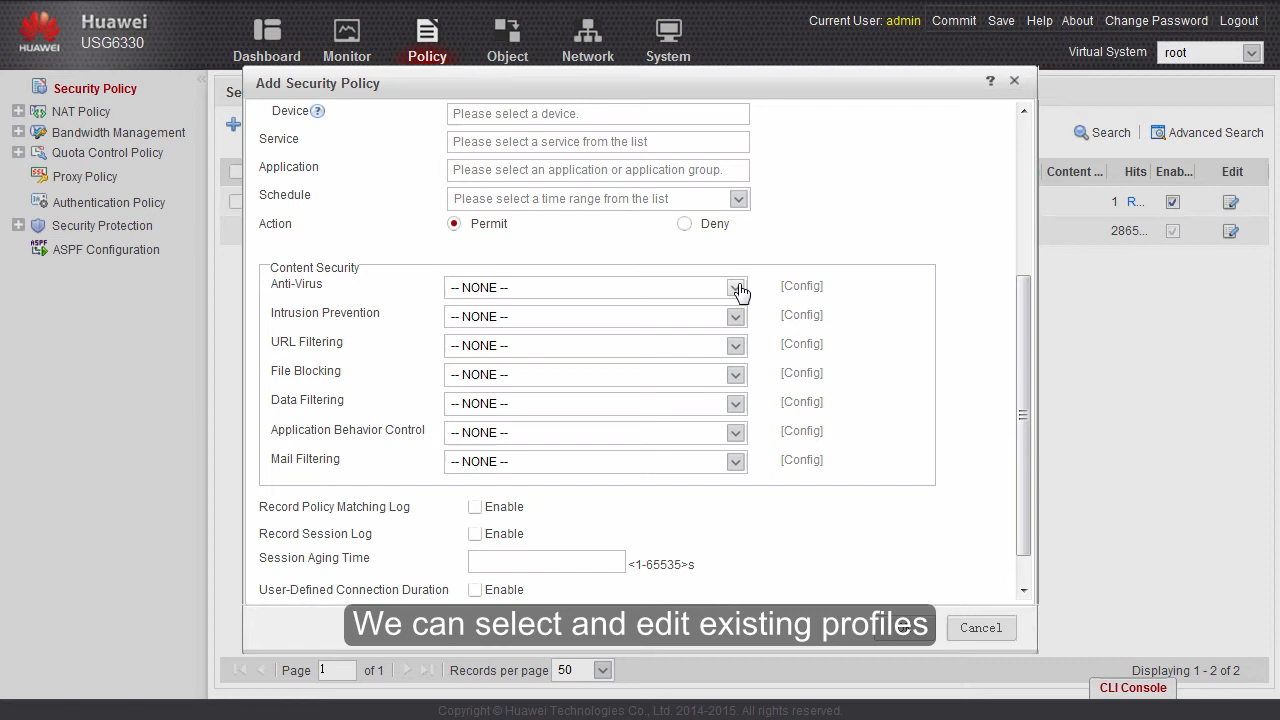 HUAWEI
Huawei
USG6330
Dashboard
Monitor
Policy
Object
Network
System
Current User: admin
Commit
Save
Help
About
Change Password
Logout
Virtual System
root
Security Policy
NAT Policy
Bandwidth Management
Quota Control Policy
Proxy Policy
Authentication Policy
Security Protection
ASPF
ASPF Configuration
Se
Search
Advanced Search
Content ...
Hits
Enab...
Edit
1 R...
2865...
Add Security Policy
Device
Please select a device.
Service
Please select a service from the list
Application
Please select an application or application group.
Schedule
Please select a time range from the list
Action
Permit
Deny
Content Security
Anti-Virus
-- NONE --
[Config]
Intrusion Prevention
-- NONE --
[Config]
URL Filtering
-- NONE --
[Config]
File Blocking
-- NONE --
[Config]
Data Filtering
-- NONE --
[Config]
Application Behavior Control
-- NONE --
[Config]
Mail Filtering
-- NONE --
[Config]
Record Policy Matching Log
Enable
Record Session Log
Enable
Session Aging Time
<1-65535>s
User-Defined Connection Duration
Enable
We can select and edit existing profiles
Cancel
Page 1 of 1
Records per page 50
Displaying 1 - 2 of 2
CLI Console
Copyright © Huawei Technologies Co., Ltd. 2014-2015. All rights reserved.